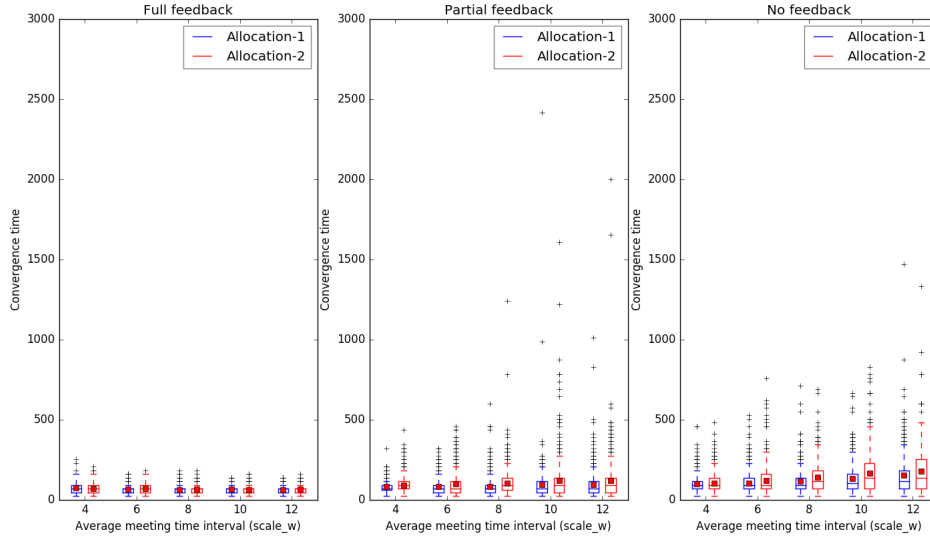 Full feedback
Partial feedback
No feedback
3000
2500
2000
1500
1000
500
0
Convergence time
Allocation-1
Allocation-2
4 6 8 10 12
Average meeting time interval (scale_w)
3000
2500
2000
1500
1000
500
0
Convergence time
Allocation-1
Allocation-2
4 6 8 10 12
Average meeting time interval (scale_w)
3000
2500
2000
1500
1000
500
0
Convergence time
Allocation-1
Allocation-2
4 6 8 10 12
Average meeting time interval (scale_w)